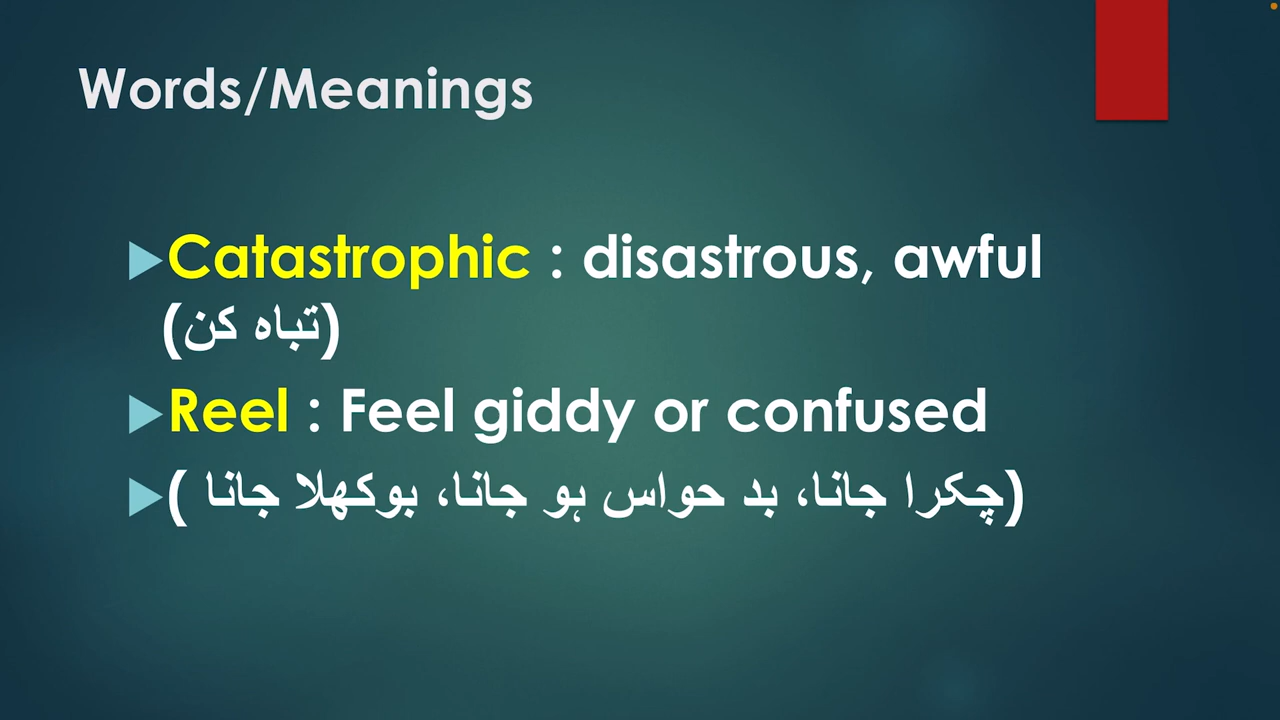 Words/Meanings
Catastrophic : disastrous, awful
(تباہ کن)
Reel : Feel giddy or confused
(چکرا جانا، بد حواس ہو جانا، بوکھلا جانا )